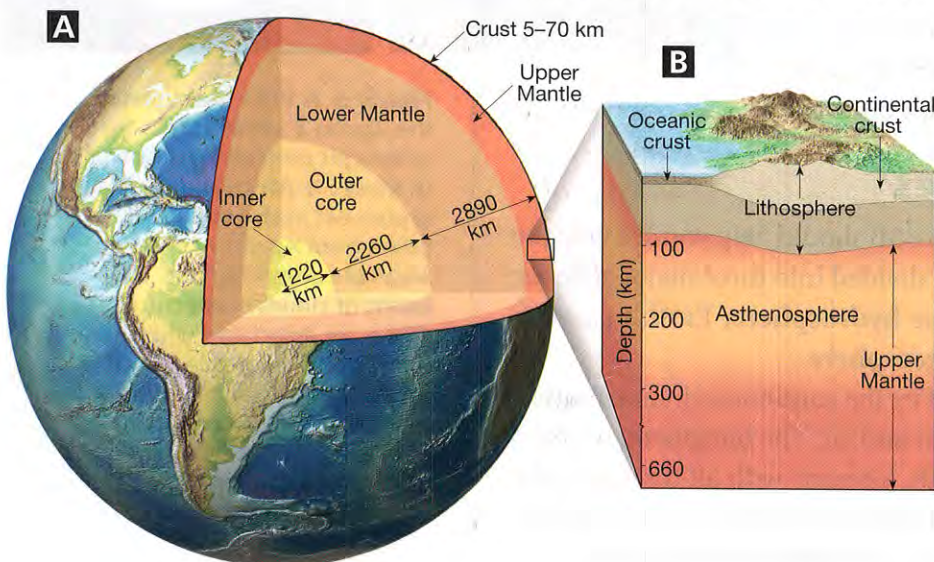 A
Crust 5–70 km
Upper
Mantle
Lower Mantle
Outer
core
Inner
core
2890
km
2260
km
1220
km
B
Oceanic
crust
Continental
crust
Lithosphere
100
Depth (km)
Asthenosphere
200
Upper
Mantle
300
400
660